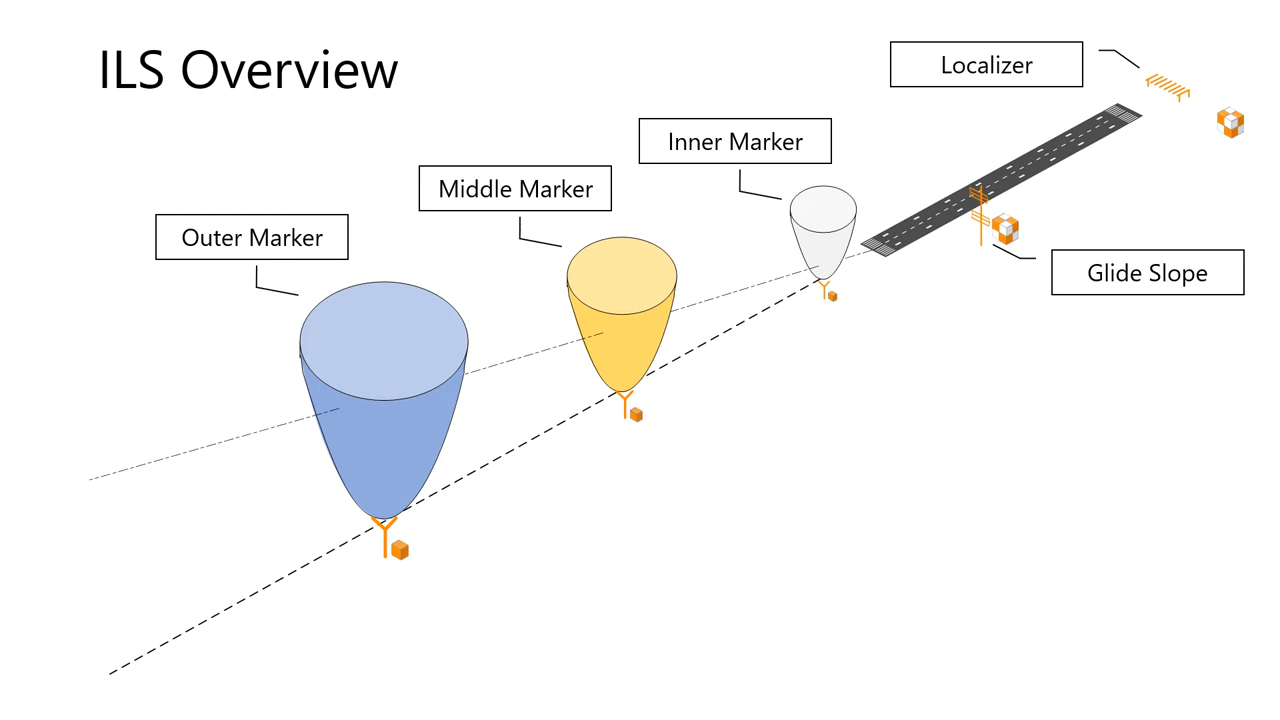 ILS Overview
Localizer
Inner Marker
Middle Marker
Outer Marker
Glide Slope